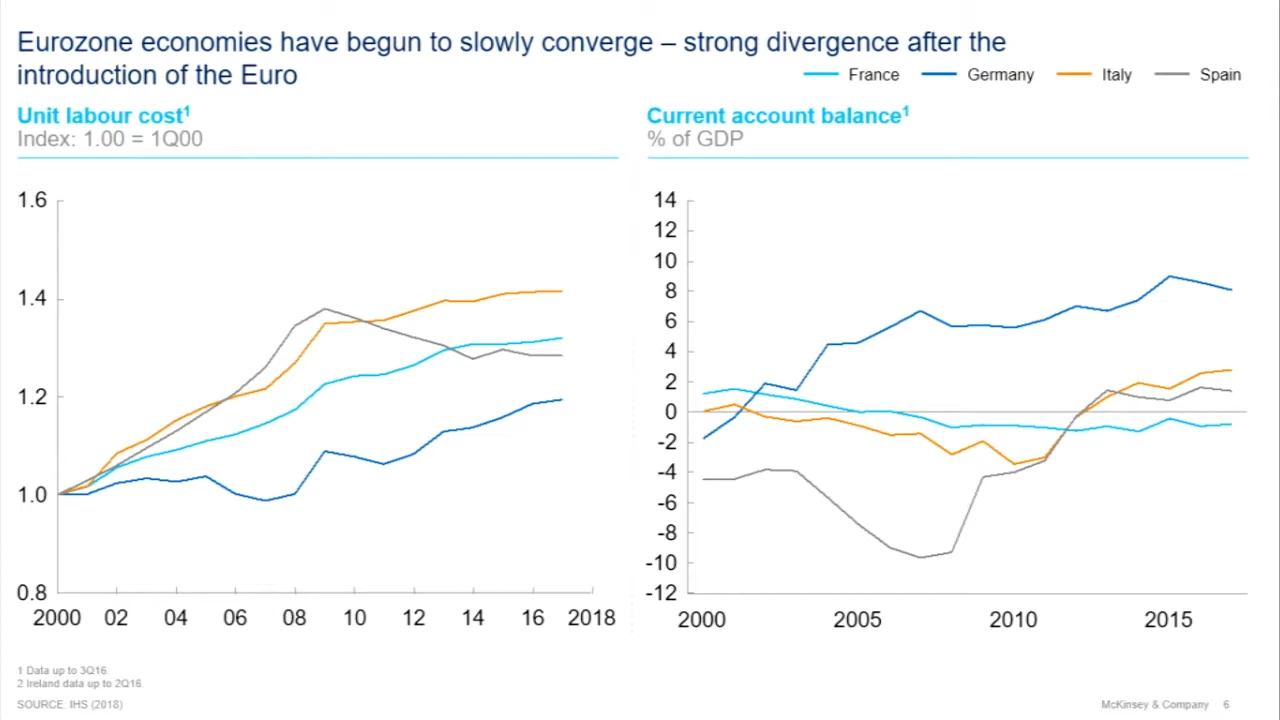 Eurozone economies have begun to slowly converge – strong divergence after the
introduction of the Euro
France
Germany
Italy
Spain
Unit labour cost¹
Index: 1.00 = 1Q00
1.6
1.4
1.2
1.0
0.8
2000 02 04 06 08 10 12 14 16 2018
Current account balance¹
% of GDP
14
12
10
8
6
4
2
0
-2
-4
-6
-8
-10
-12
2000 2005 2010 2015
1 Data up to 3Q16.
2 Ireland data up to 2Q16
SOURCE. IHS (2018)
McKinsey & Company 6